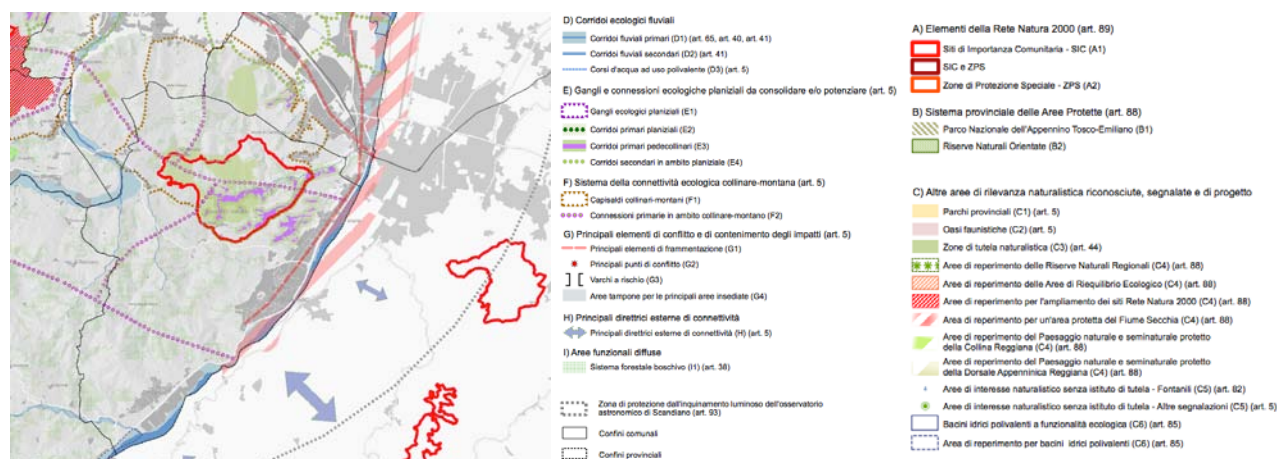 D) Corridoi ecologici fluviali
Corridoi fluviali primari (D1) (art. 65, art. 40, art. 41)
Corridoi fluviali secondari (D2) (art. 41)
Corsi d'acqua ad uso polivalente (D3) (art. 5)
E) Gangli e connessioni ecologiche planiziali da consolidare e/o potenziare (art. 5)
Gangli ecologici planiziali (E1)
Corridoi primari planiziali (E2)
Corridoi primari pedecollinari (E3)
Corridoi secondari in ambito planiziale (E4)
F) Sistema della connettività ecologica collinare-montana (art. 5)
Capisaldi collinari-montani (F1)
Connessioni primarie in ambito collinare-montano (F2)
G) Principali elementi di conflitto e di contenimento degli impatti (art. 5)
Principali elementi di frammentazione (G1)
Principali punti di conflitto (G2)
Varchi a rischio (G3)
Aree tampone per le principali aree insediate (G4)
H) Principali direttrici esterne di connettività
Principali direttrici esterne di connettività (H) (art. 5)
I) Aree funzionali diffuse
Sistema forestale boschivo (I1) (art. 38)
Zona di protezione dall'inquinamento luminoso dell'osservatorio
astronomico di Scandiano (art. 93)
Confini comunali
Confini provinciali
A) Elementi della Rete Natura 2000 (art. 89)
Siti di Importanza Comunitaria - SIC (A1)
SIC e ZPS
Zone di Protezione Speciale - ZPS (A2)
B) Sistema provinciale delle Aree Protette (art. 88)
Parco Nazionale dell'Appennino Tosco-Emiliano (B1)
Riserve Naturali Orientate (B2)
C) Altre aree di rilevanza naturalistica riconosciute, segnalate e di progetto
Parchi provinciali (C1) (art. 5)
Oasi faunistiche (C2) (art. 5)
Zone di tutela naturalistica (C3) (art. 44)
Aree di reperimento delle Riserve Naturali Regionali (C4) (art. 88)
Aree di reperimento delle Aree di Riequilibrio Ecologico (C4) (art. 88)
Aree di reperimento per l'ampliamento dei siti Rete Natura 2000 (C4) (art. 88)
Area di reperimento per un'area protetta del Fiume Secchia (C4) (art. 88)
Area di reperimento del Paesaggio naturale e seminaturale protetto
della Collina Reggiana (C4) (art. 88)
Area di reperimento del Paesaggio naturale e seminaturale protetto
della Dorsale Appenninica Reggiana (C4) (art. 88)
Aree di interesse naturalistico senza istituto di tutela - Fontanili (C5) (art. 82)
Aree di interesse naturalistico senza istituto di tutela - Altre segnalazioni (C5) (art. 5)
Bacini idrici polivalenti a funzionalità ecologica (C6) (art. 85)
Area di reperimento per bacini idrici polivalenti (C6) (art. 85)